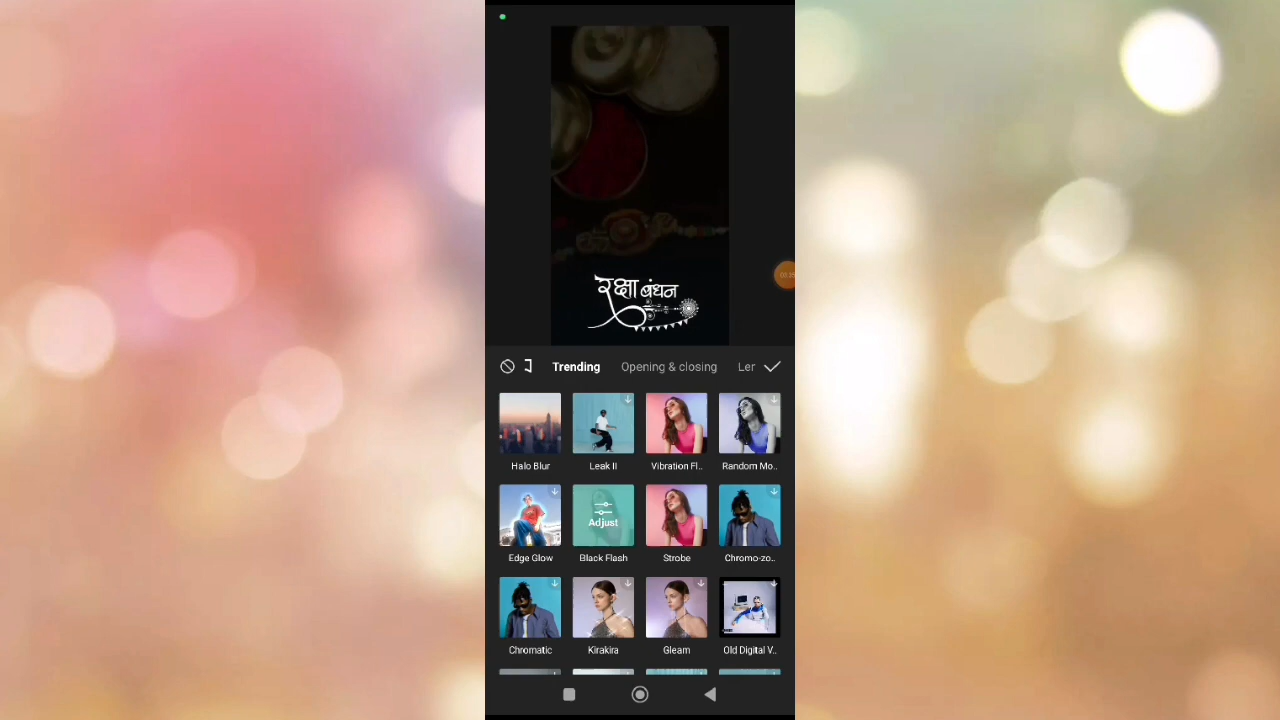 रक्षा बंधन
Trending Opening & closing Ler
Halo Blur Leak II Vibration Fl.. Random Mo..
Adjust
Edge Glow Black Flash Strobe Chromo-zo..
Chromatic Kirakira Gleam Old Digital V..